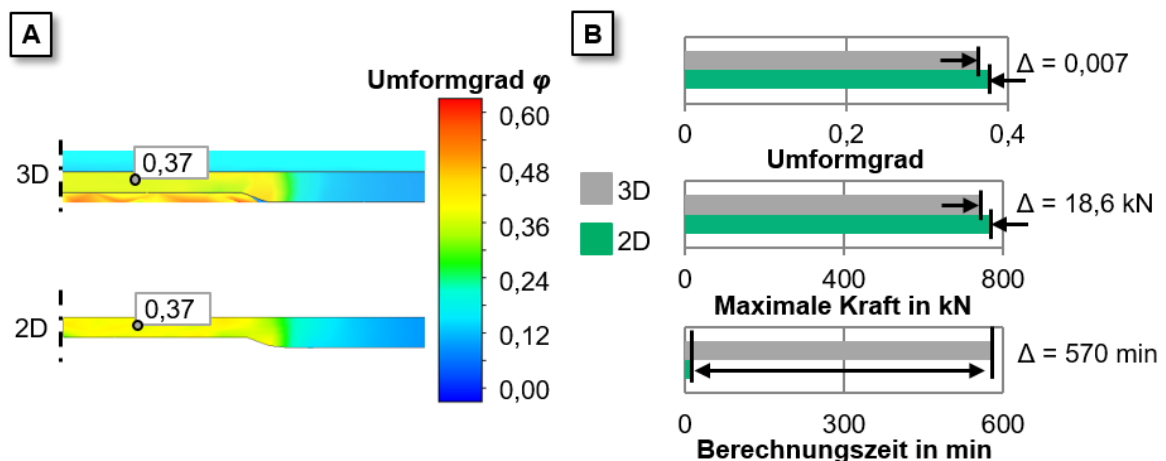 A
Umformgrad φ
0,60
0,48
0,36
0,24
0,12
0,00
3D
0,37
2D
0,37
B
3D
2D
Δ = 0,007
0 0,2 0,4
Umformgrad
Δ = 18,6 kN
0 400 800
Maximale Kraft in kN
Δ = 570 min
0 300 600
Berechnungszeit in min